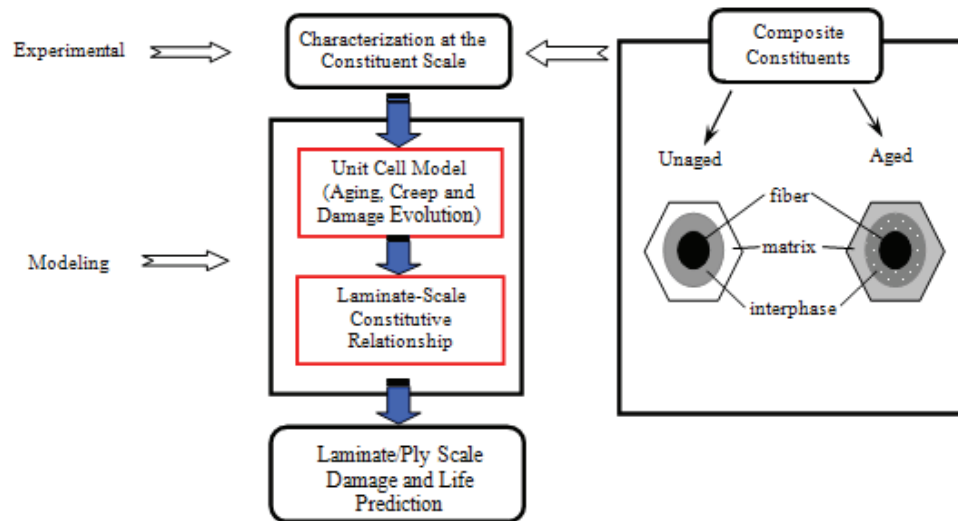 Experimental
Characterization at the
Constituent Scale
Composite
Constituents
Unaged
Aged
Unit Cell Model
(Aging, Creep and
Damage Evolution)
fiber
matrix
interphase
Modeling
Laminate-Scale
Constitutive
Relationship
Laminate/Ply Scale
Damage and Life
Prediction